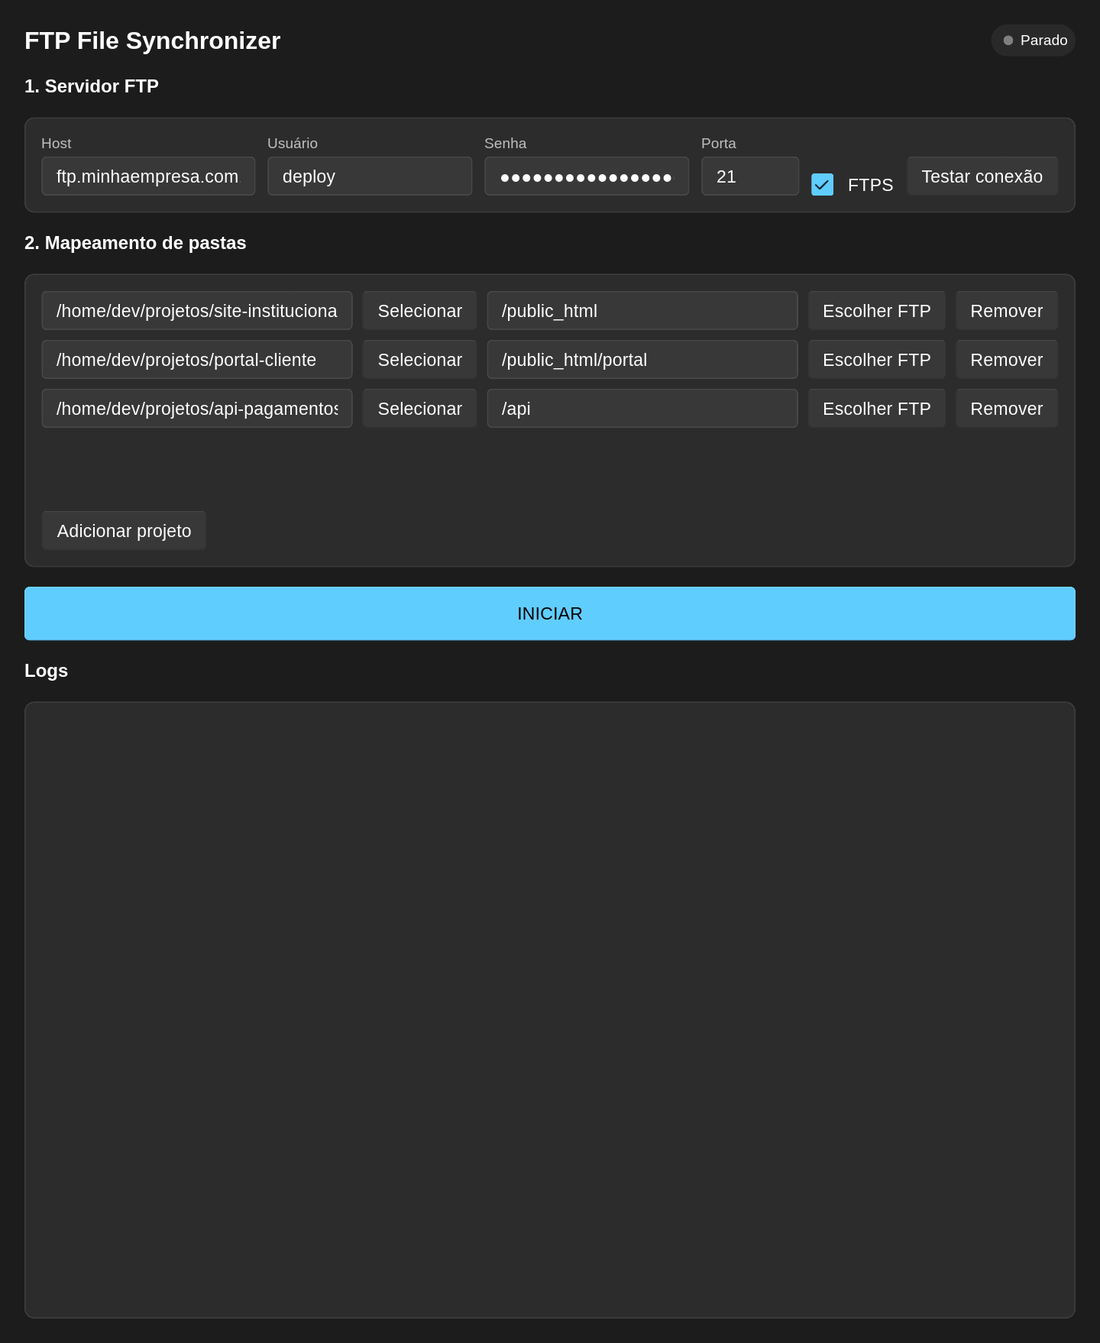 FTP File Synchronizer
Parado
1. Servidor FTP
Host Usuário Senha Porta
ftp.minhaempresa.com deploy ●●●●●●●●●●●●●●●● 21 FTPS Testar conexão
2. Mapeamento de pastas
/home/dev/projetos/site-instituciona Selecionar /public_html Escolher FTP Remover
/home/dev/projetos/portal-cliente Selecionar /public_html/portal Escolher FTP Remover
/home/dev/projetos/api-pagamentos Selecionar /api Escolher FTP Remover
Adicionar projeto
INICIAR
Logs